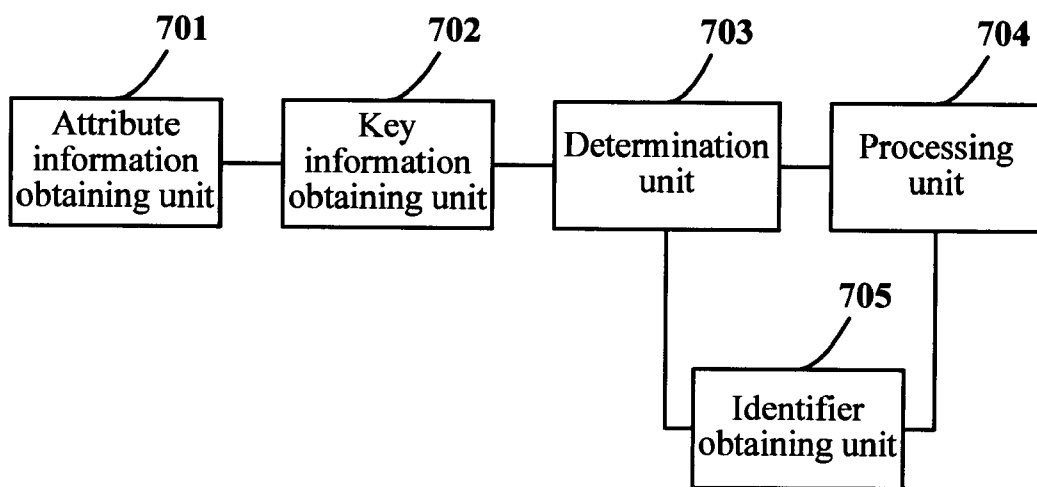 701
702
703
704
Attribute
information
obtaining unit
Key
information
obtaining unit
Determination
unit
Processing
unit
705
Identifier
obtaining unit